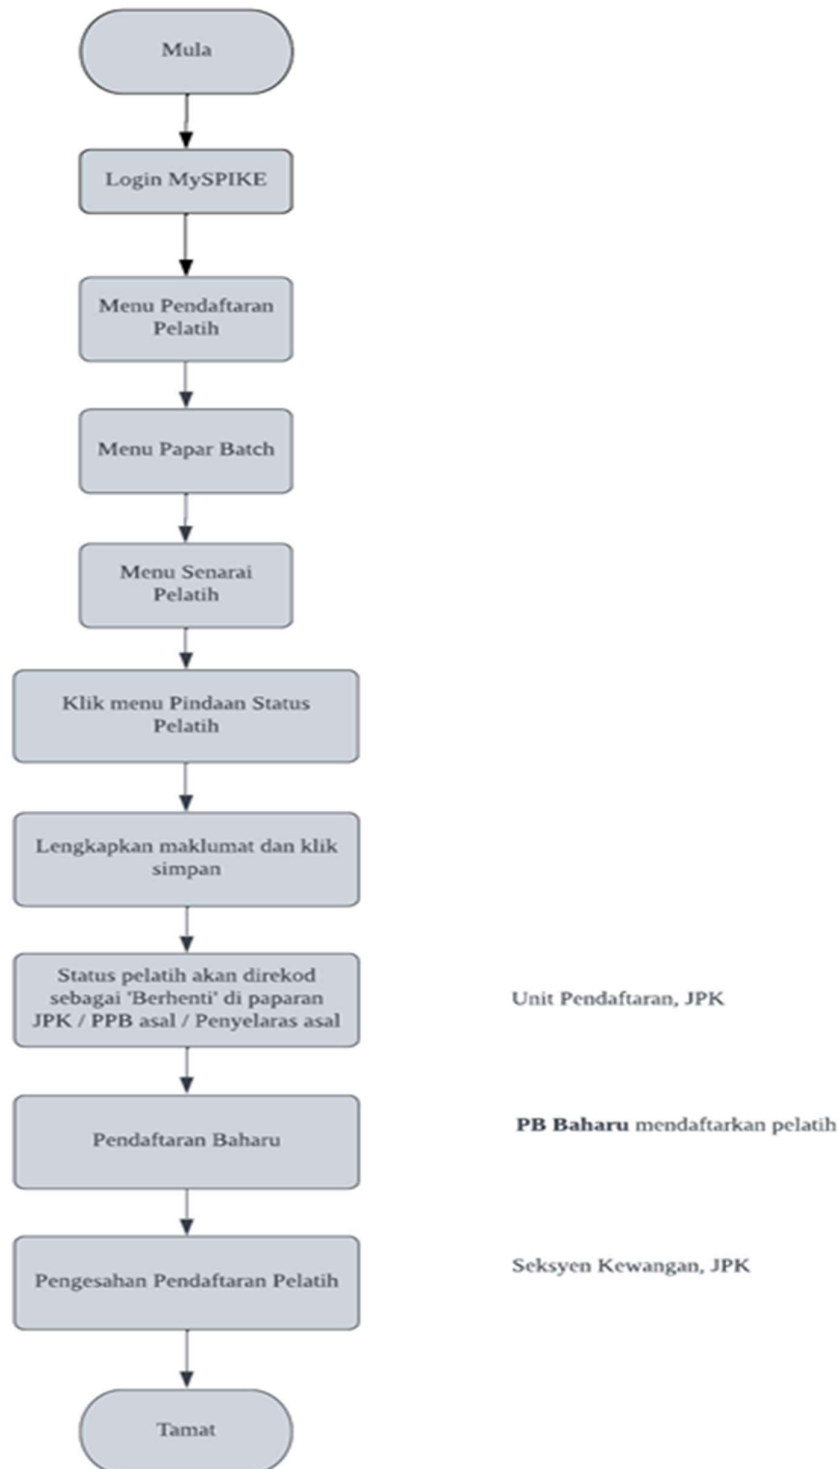 Mula
Login MySPIKE
Menu Pendaftaran
Pelatih
Menu Papar Batch
Menu Senarai
Pelatih
Klik menu Pindaan Status
Pelatih
Lengkapkan maklumat dan klik
simpan
Status pelatih akan direkod
sebagai 'Berhenti' di paparan
JPK / PPB asal / Penyelaras asal
Unit Pendaftaran, JPK
Pendaftaran Baharu
PB Baharu mendaftarkan pelatih
Pengesahan Pendaftaran Pelatih
Seksyen Kewangan, JPK
Tamat